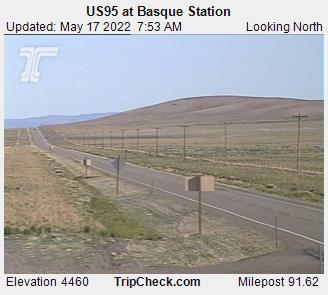 US95 at Basque Station
Updated: May 17 2022 7:53 AM Looking North
Elevation 4460 TripCheck.com Milepost 91.62